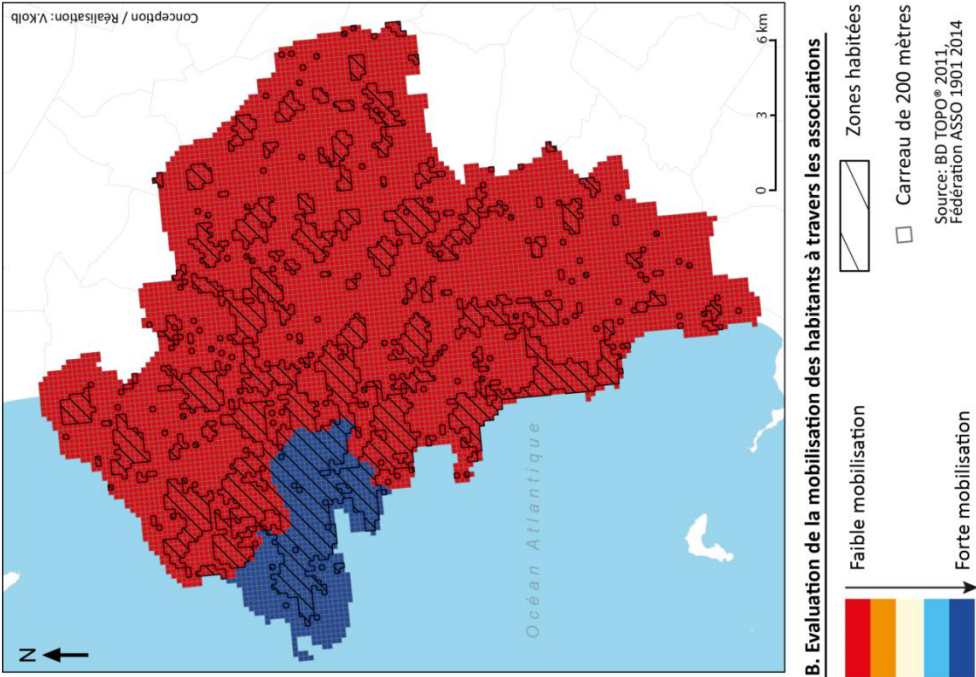 Conception / Réalisation: V.Kolb
N
Océan Atlantique
0 3 6 km
B. Evaluation de la mobilisation des habitants à travers les associations
Faible mobilisation
Forte mobilisation
Zones habitées
Carreau de 200 mètres
Source: BD TOPO® 2011,
Fédération ASSO 1901 2014